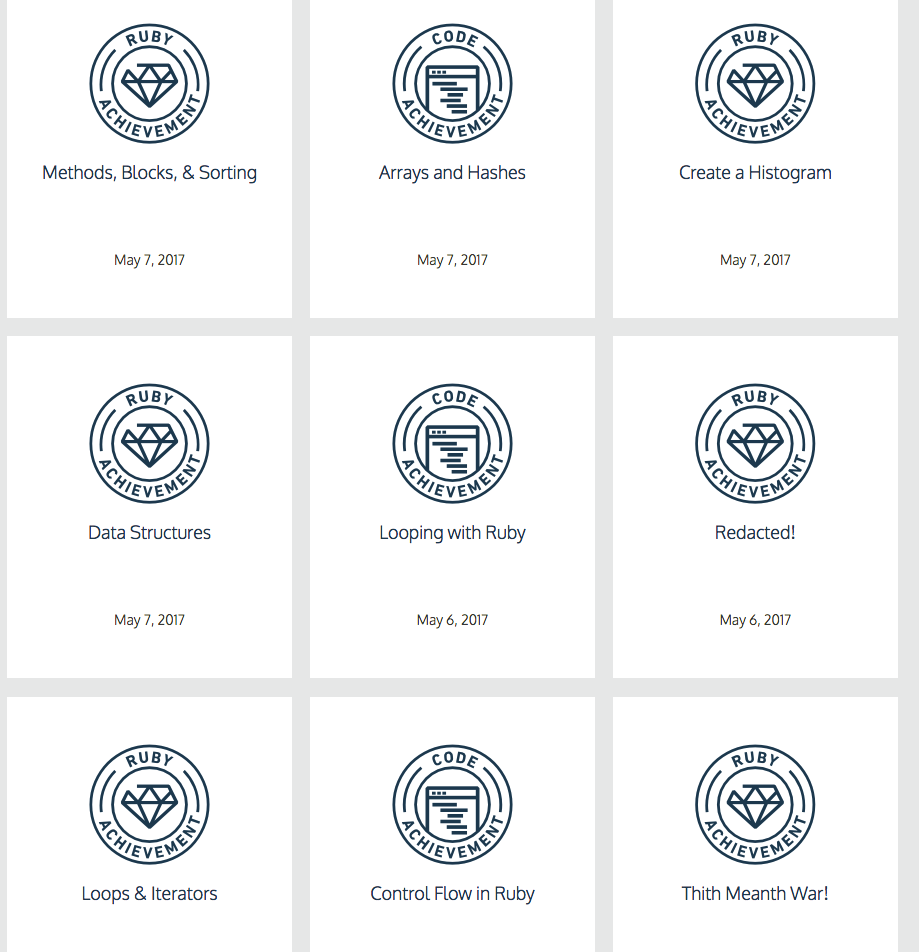 RUBY ACHIEVEMENT
CODE ACHIEVEMENT
RUBY ACHIEVEMENT
Methods, Blocks, & Sorting
Arrays and Hashes
Create a Histogram
May 7, 2017
May 7, 2017
May 7, 2017
RUBY ACHIEVEMENT
CODE ACHIEVEMENT
RUBY ACHIEVEMENT
Data Structures
Looping with Ruby
Redacted!
May 7, 2017
May 6, 2017
May 6, 2017
RUBY ACHIEVEMENT
CODE ACHIEVEMENT
RUBY ACHIEVEMENT
Loops & Iterators
Control Flow in Ruby
Thith Meanth War!